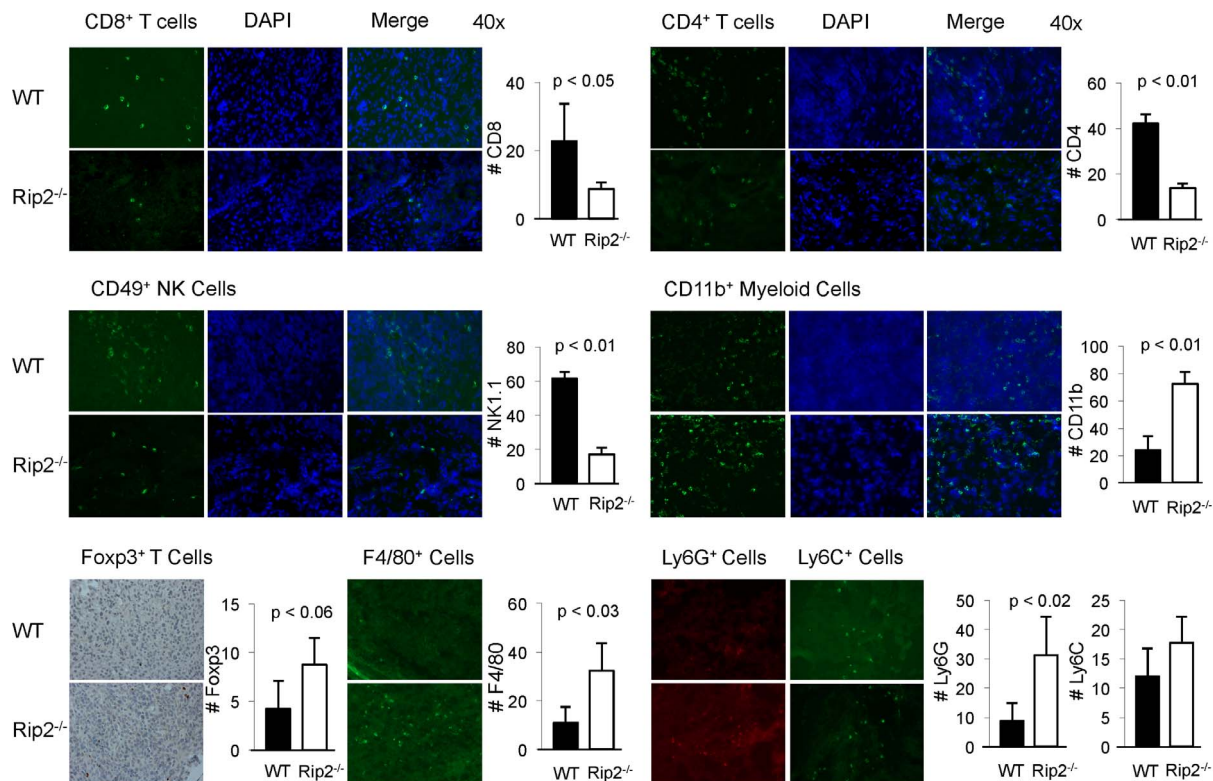 CD8⁺ T cells DAPI Merge 40x
WT
Rip2⁻/⁻
# CD8
40
20
0
p < 0.05
WT Rip2⁻/⁻
CD4⁺ T cells DAPI Merge 40x
# CD4
60
40
20
0
p < 0.01
WT Rip2⁻/⁻
CD49⁺ NK Cells
WT
Rip2⁻/⁻
# NK1.1
80
60
40
20
0
p < 0.01
WT Rip2⁻/⁻
CD11b⁺ Myeloid Cells
# CD11b
100
80
60
40
20
0
p < 0.01
WT Rip2⁻/⁻
Foxp3⁺ T Cells
WT
Rip2⁻/⁻
# Foxp3
15
10
5
0
p < 0.06
WT Rip2⁻/⁻
F4/80⁺ Cells
# F4/80
60
40
20
0
p < 0.03
WT Rip2⁻/⁻
Ly6G⁺ Cells Ly6C⁺ Cells
# Ly6G
50
40
30
20
10
0
p < 0.02
WT Rip2⁻/⁻
# Ly6C
25
20
15
10
5
0
WT Rip2⁻/⁻